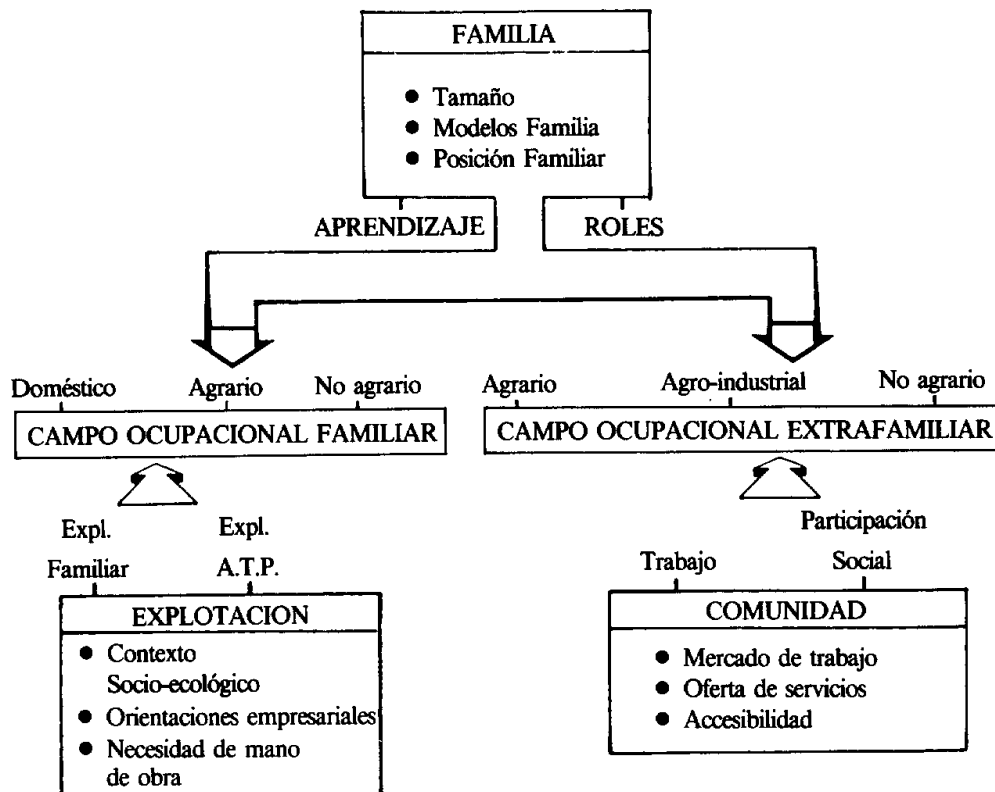 FAMILIA
● Tamaño
● Modelos Familia
● Posición Familiar
APRENDIZAJE
ROLES
Doméstico Agrario No agrario
CAMPO OCUPACIONAL FAMILIAR
Agrario Agro-industrial No agrario
CAMPO OCUPACIONAL EXTRAFAMILIAR
Expl.
Familiar
Expl.
A.T.P.
EXPLOTACION
● Contexto
Socio-ecológico
● Orientaciones empresariales
● Necesidad de mano
de obra
Trabajo
Participación
Social
COMUNIDAD
● Mercado de trabajo
● Oferta de servicios
● Accesibilidad